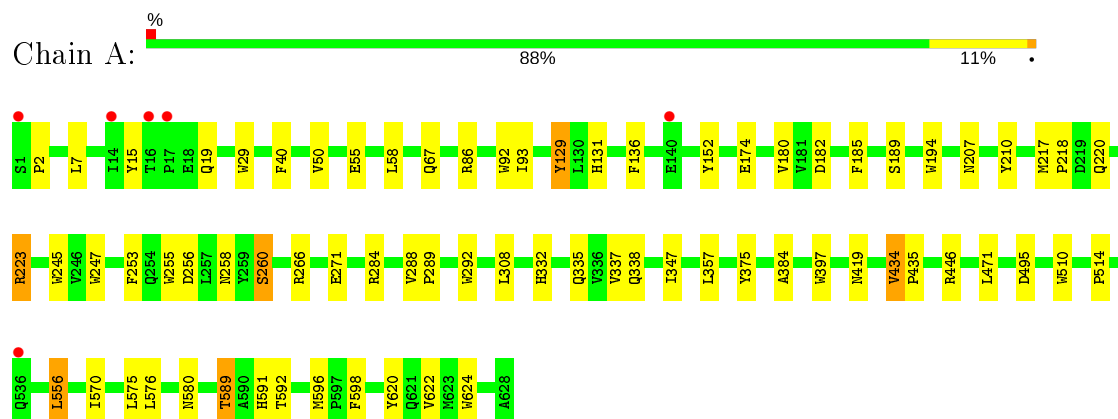 %
Chain A:
88% 11% •
S1 P2 L7 I14 Y15 T16 P17 E18 Q19 W29 F40 V50 E55 L58 Q67 R86 W92 I93 Y129 L130 H131 F136 E140 Y152 E174 V180 V181 D182 F185 S189 W194 N207 Y210 M217 P218 D219 Q220
R223 W245 V246 W247 F253 Q254 W255 D256 L257 N258 Y259 S260 R266 E271 R284 V288 P289 W292 L308 H332 Q335 V336 V337 Q338 I347 L357 Y375 A384 W397 N419 V434 P435 R446 L471 D495 W510 P514
Q536 L556 I570 L575 L576 N580 T589 A590 H591 T592 M596 P597 F598 Y620 Q621 V622 M623 W624 A628